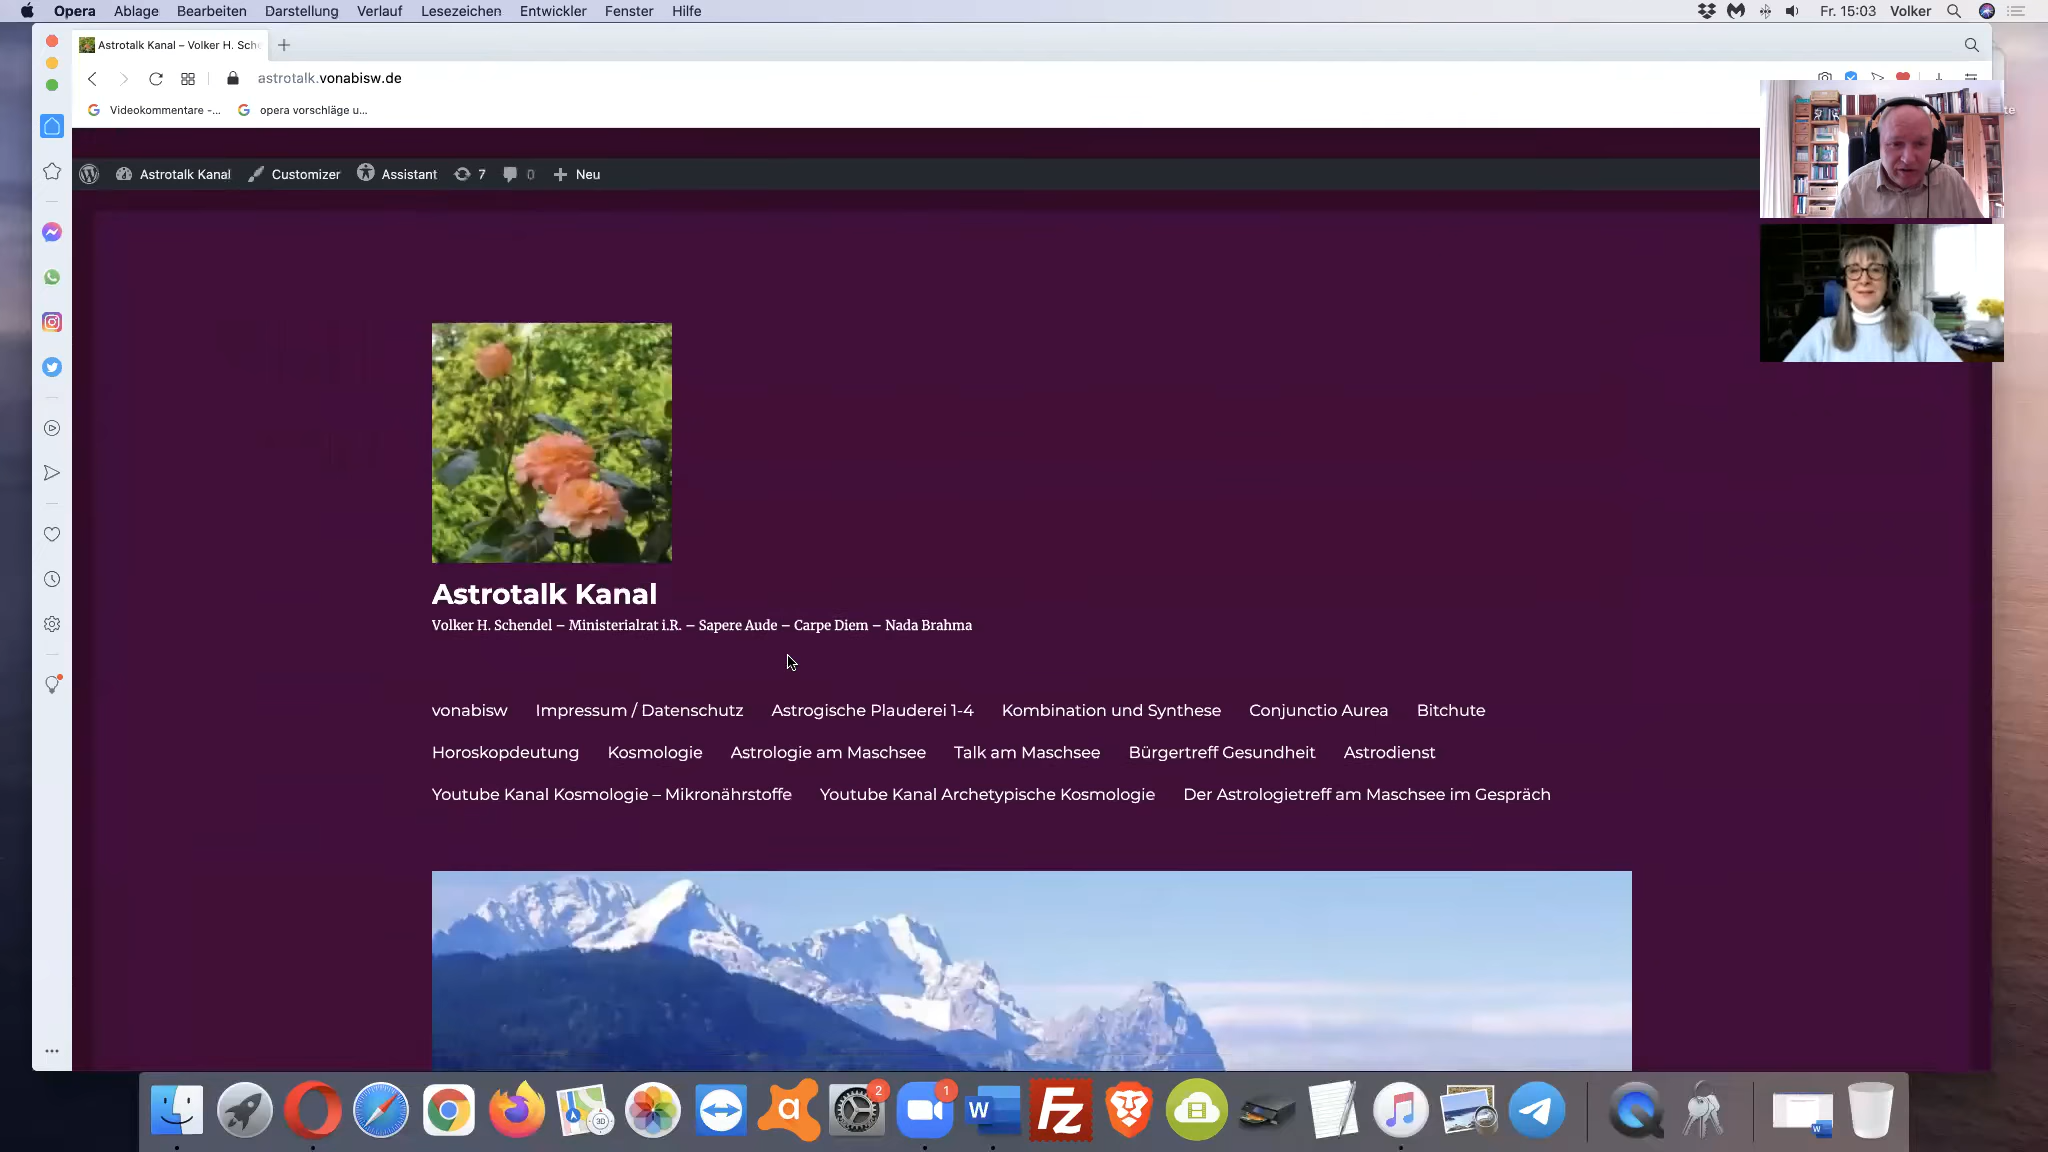 Opera Ablage Bearbeiten Darstellung Verlauf Lesezeichen Entwickler Fenster Hilfe Fr. 15:03 Volker
Astrotalk Kanal – Volker H. Sche
astrotalk.vonabisw.de
Videokommentare -... opera vorschläge u...
Astrotalk Kanal Customizer Assistant 7 0 Neu
Astrotalk Kanal
Volker H. Schendel – Ministerialrat i.R. – Sapere Aude – Carpe Diem – Nada Brahma
vonabisw Impressum / Datenschutz Astrogische Plauderei 1-4 Kombination und Synthese Conjunctio Aurea Bitchute
Horoskopdeutung Kosmologie Astrologie am Maschsee Talk am Maschsee Bürgertreff Gesundheit Astrodienst
Youtube Kanal Kosmologie – Mikronährstoffe Youtube Kanal Archetypische Kosmologie Der Astrologietreff am Maschsee im Gespräch
3D a 2 1 W Fz W